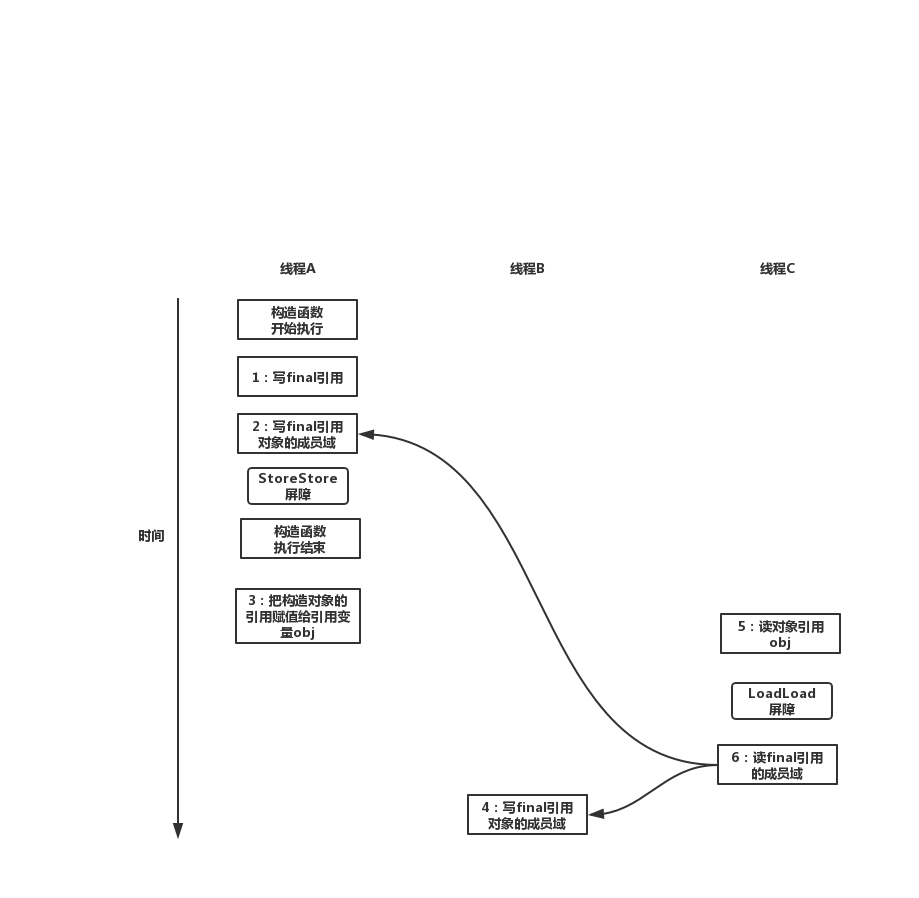 线程A
线程B
线程C
构造函数
开始执行
1：写final引用
2：写final引用
对象的成员域
StoreStore
屏障
构造函数
执行结束
时间
3：把构造对象的
引用赋值给引用变
量obj
5：读对象引用
obj
LoadLoad
屏障
6：读final引用
的成员域
4：写final引用
对象的成员域